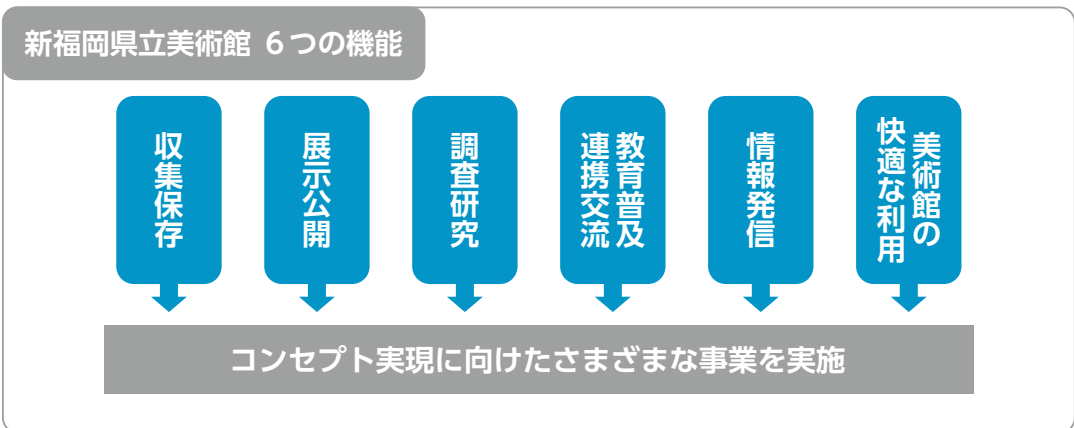 新福岡県立美術館 6つの機能
収集保存
展示公開
調査研究
教育普及
連携交流
情報発信
美術館の
快適な利用
コンセプト実現に向けたさまざまな事業を実施